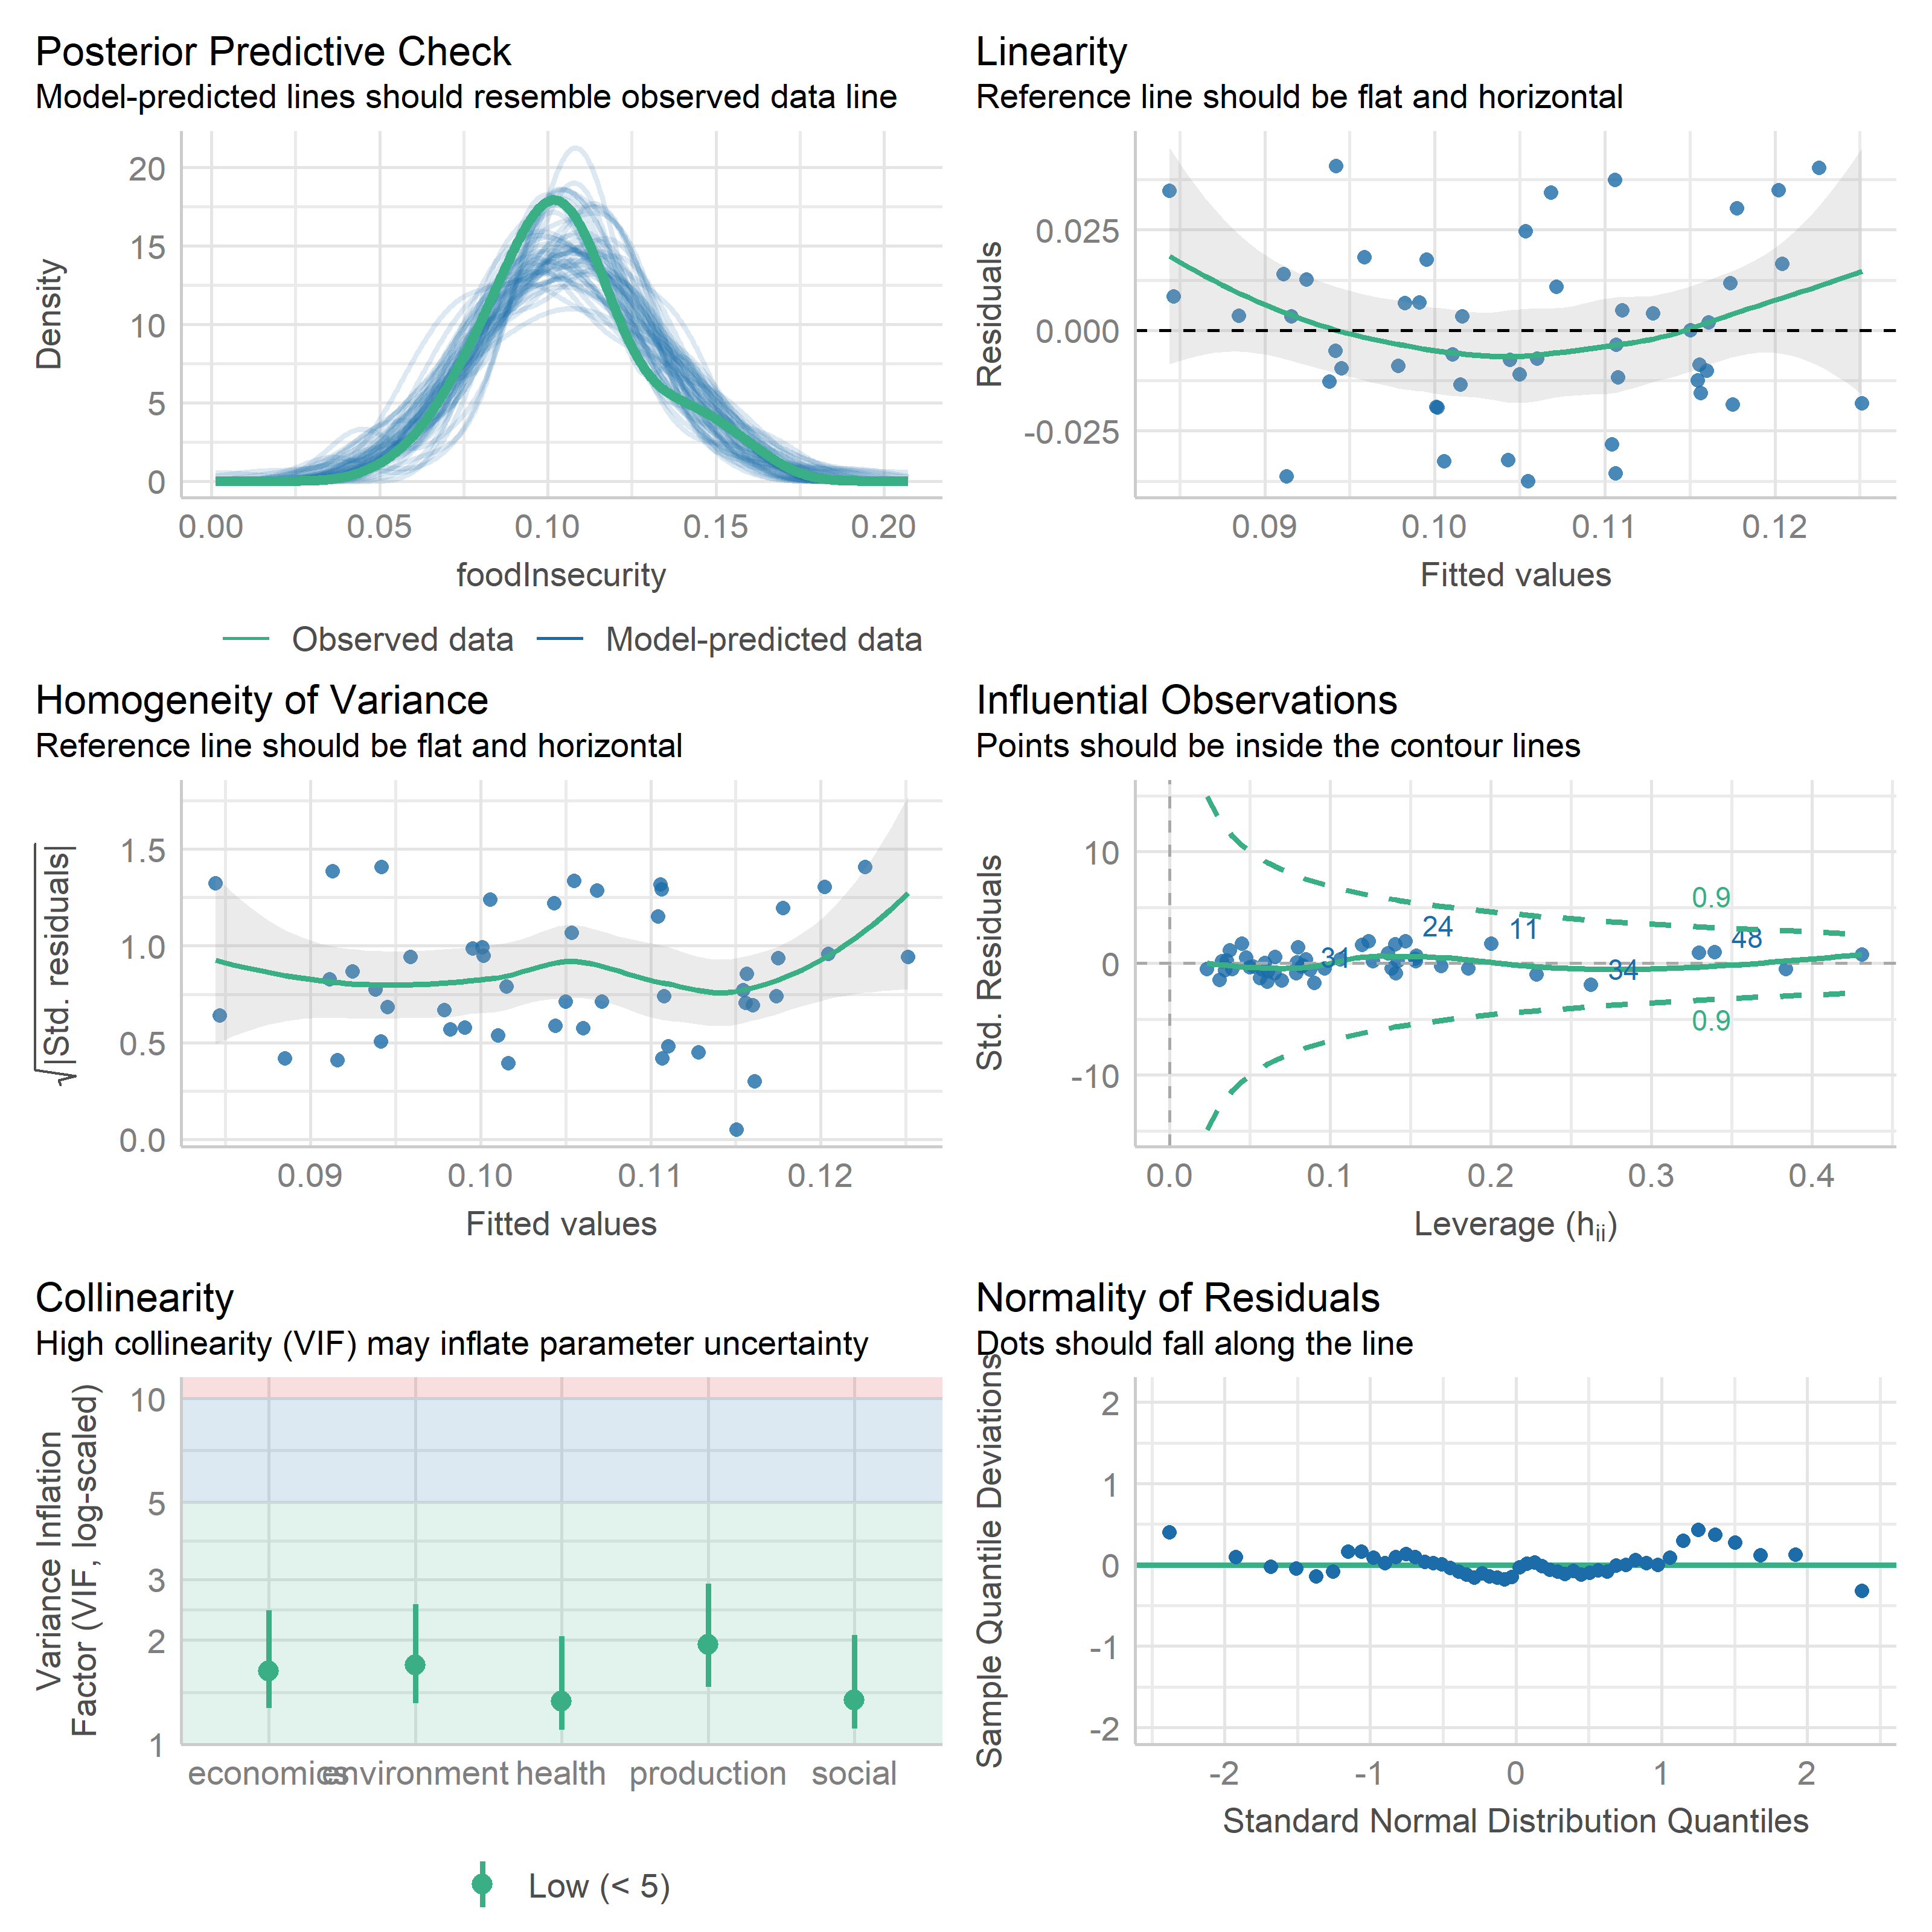 Posterior Predictive Check
Model-predicted lines should resemble observed data line
Density
20
15
10
5
0
0.00 0.05 0.10 0.15 0.20
foodInsecurity
Observed data Model-predicted data
Linearity
Reference line should be flat and horizontal
Residuals
0.025
0.000
-0.025
0.09 0.10 0.11 0.12
Fitted values
Homogeneity of Variance
Reference line should be flat and horizontal
√|Std. residuals|
1.5
1.0
0.5
0.0
0.09 0.10 0.11 0.12
Fitted values
Influential Observations
Points should be inside the contour lines
Std. Residuals
10
0
-10
0.9
24 11 48
31 34
0.9
0.0 0.1 0.2 0.3 0.4
Leverage (hᵢᵢ)
Collinearity
High collinearity (VIF) may inflate parameter uncertainty
Variance Inflation
Factor (VIF, log-scaled)
10
5
3
2
1
economics environment health production social
Low (< 5)
Normality of Residuals
Dots should fall along the line
Sample Quantile Deviations
2
1
0
-1
-2
-2 -1 0 1 2
Standard Normal Distribution Quantiles